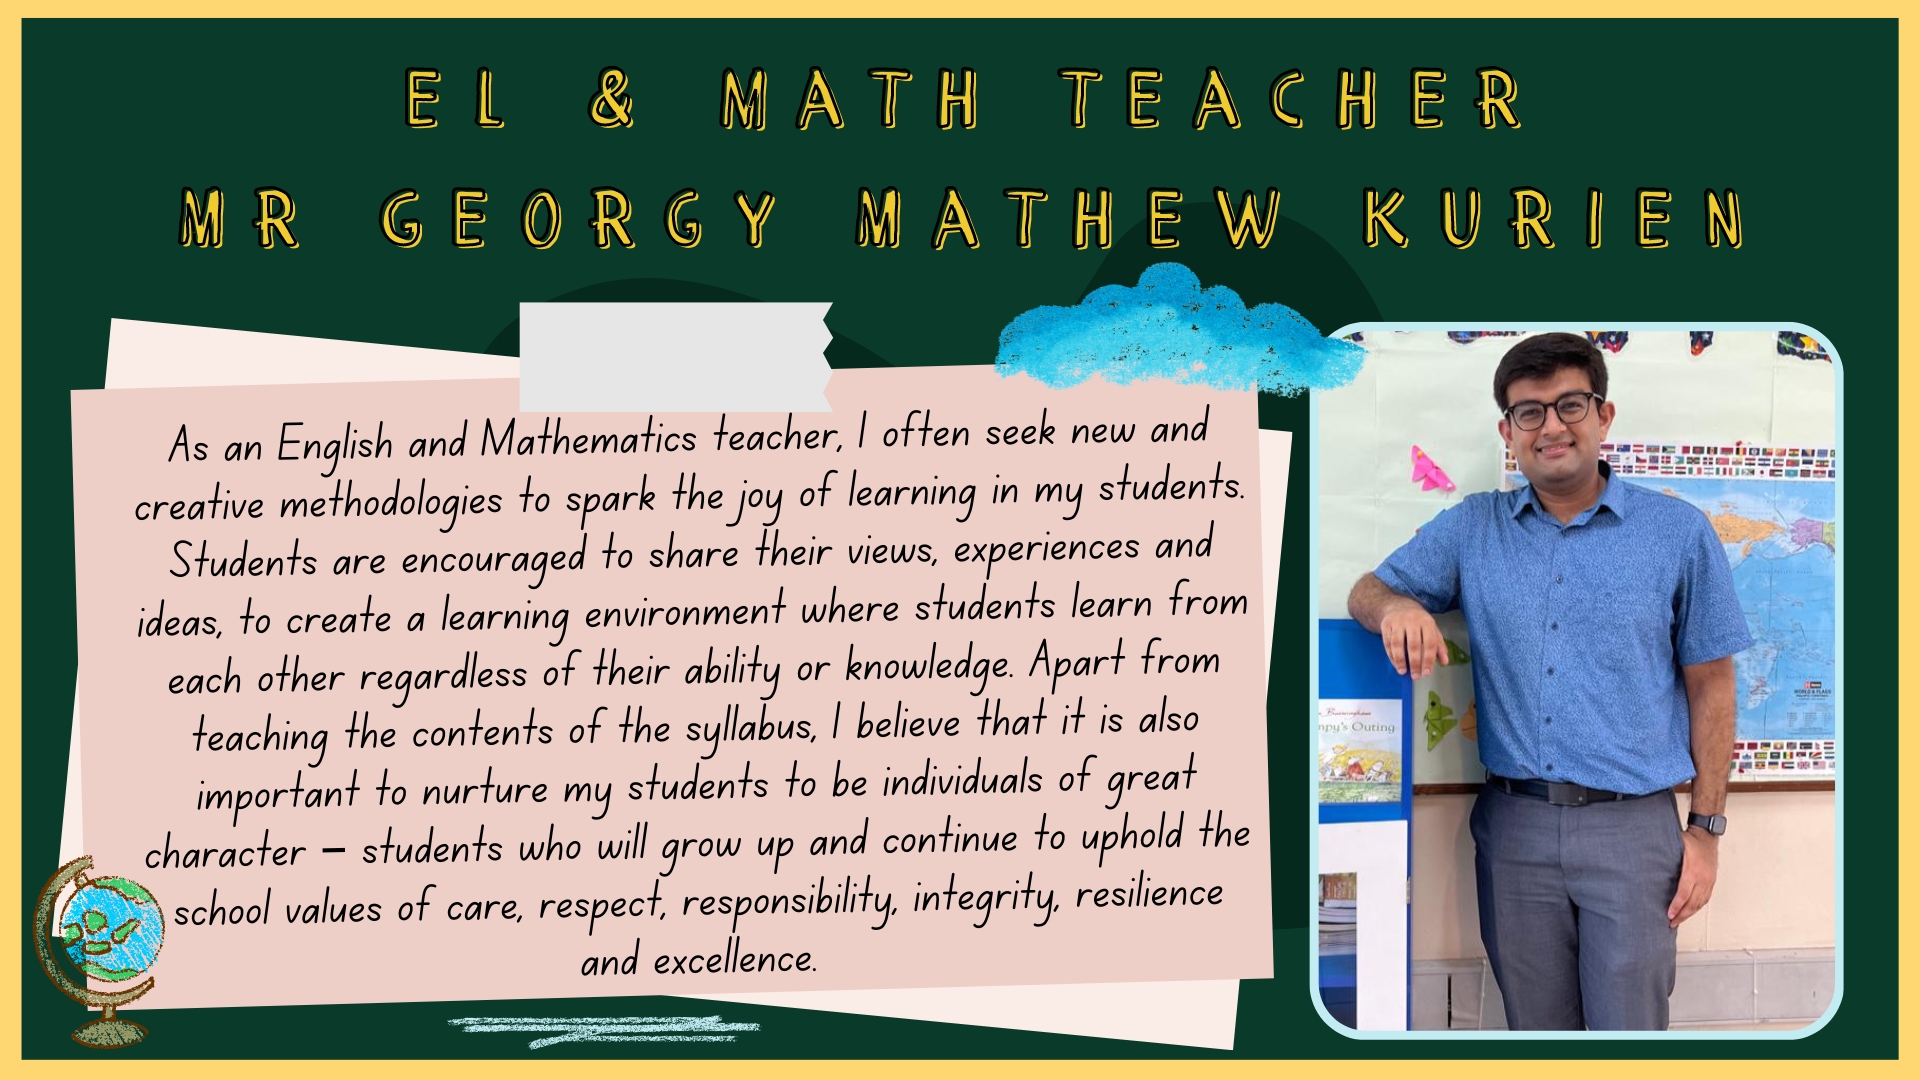 EL & MATH TEACHER
MR GEORGY MATHEW KURIEN
As an English and Mathematics teacher, I often seek new and
creative methodologies to spark the joy of learning in my students.
Students are encouraged to share their views, experiences and
ideas, to create a learning environment where students learn from
each other regardless of their ability or knowledge. Apart from
teaching the contents of the syllabus, I believe that it is also
important to nurture my students to be individuals of great
character – students who will grow up and continue to uphold the
school values of care, respect, responsibility, integrity, resilience
and excellence.
py's Outing